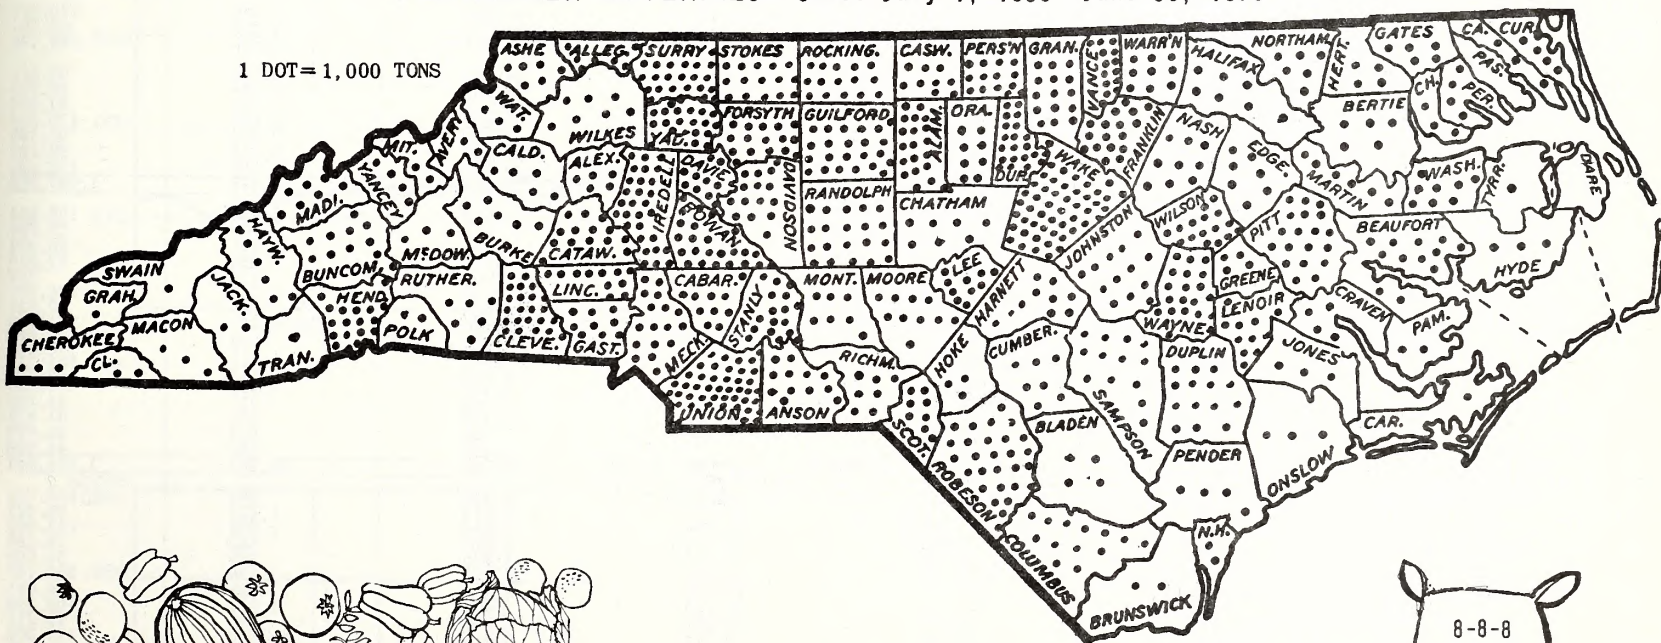 1 DOT= 1,000 TONS
ASHE
ALLEG.
SURRY
STOKES
ROCKING.
CASW.
PERS'N
GRAN.
VANCE
WARR'N
HALIFAX
NORTHAM.
HERT.
GATES
CA.
CUR.
PAS.
PER.
CH.
BERTIE
WAT.
WILKES
YAD.
FORSYTH
GUILFORD
ALAM.
ORA.
DUR.
FRANKLIN
NASH
EDGE.
MARTIN
WASH.
TYRR.
DARE
MIT.
AVERY
CALD.
ALEX.
IREDELL
DAVIE
DAVIDSON
RANDOLPH
CHATHAM
WAKE
WILSON
PITT
BEAUFORT
HYDE
YANCEY
MADI.
BURKE
CATAW.
ROWAN
JOHNSTON
HAYW.
BUNCOM.
McDOW.
SWAIN
GRAH.
JACK.
HEND.
RUTHER.
LINC.
CABAR.
STANLY
MONT.
MOORE
LEE
HARNETT
WAYNE
GREENE
LENOIR
CRAVEN
PAM.
CHEROKEE
CL.
MACON
TRAN.
POLK
CLEVE.
GAST.
MECK.
UNION
ANSON
RICHM.
HOKE
CUMBER.
SAMPSON
DUPLIN
JONES
CAR.
SCOT.
ROBESON
BLADEN
PENDER
ONSLOW
COLUMBUS
N.H.
BRUNSWICK
8-8-8